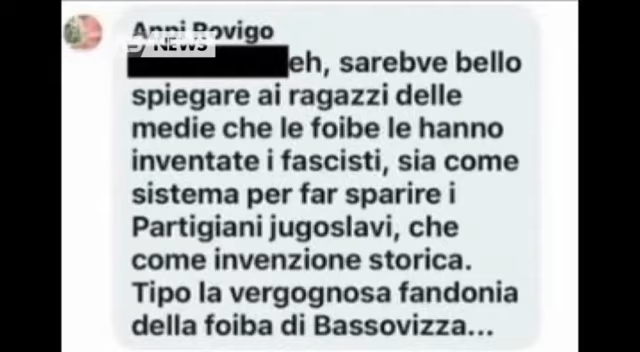 Anpi Rovigo
NEWS
eh, sarebve bello
spiegare ai ragazzi delle
medie che le foibe le hanno
inventate i fascisti, sia come
sistema per far sparire i
Partigiani jugoslavi, che
come invenzione storica.
Tipo la vergognosa fandonia
della foiba di Bassovizza...